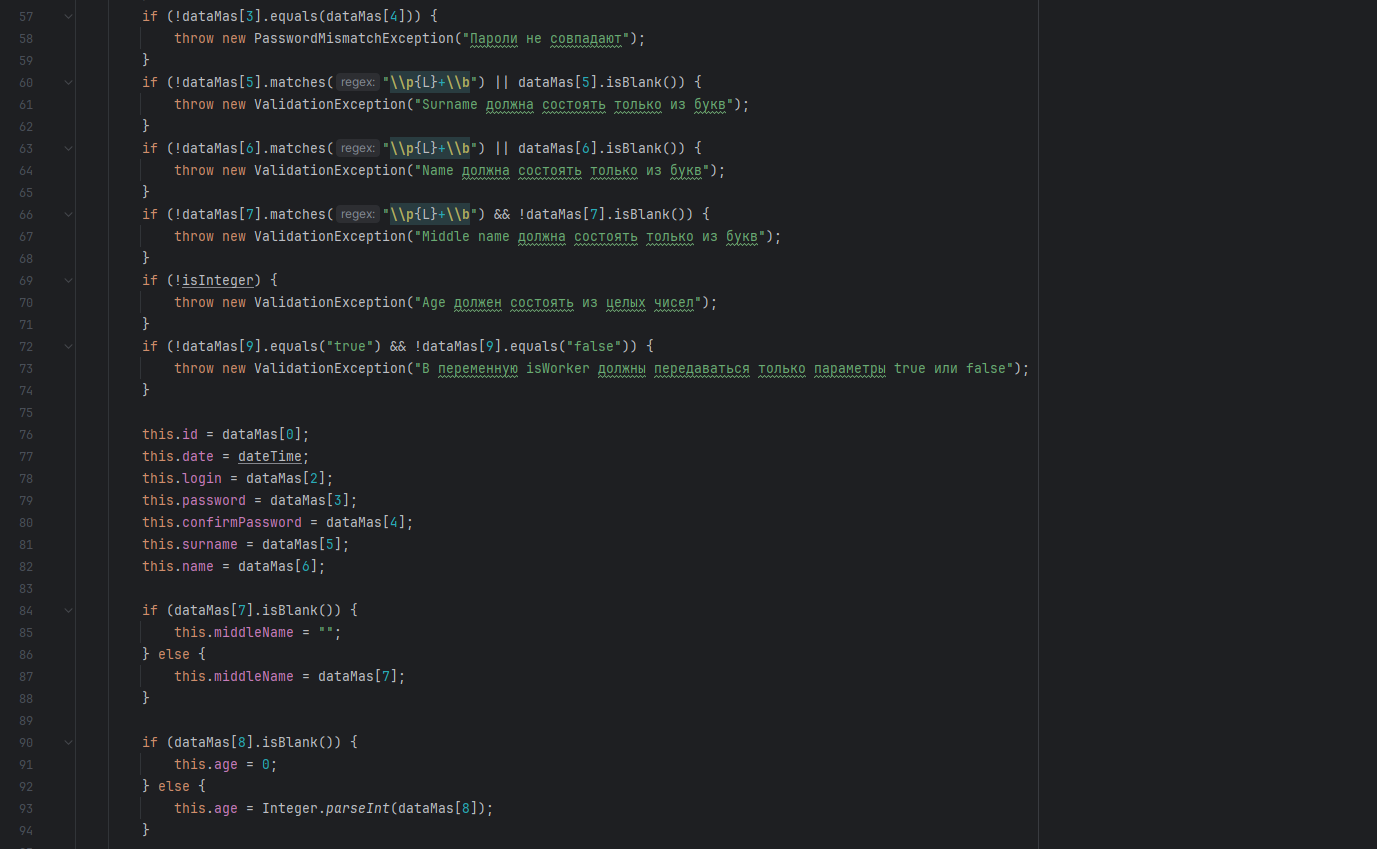 57 if (!dataMas[3].equals(dataMas[4])) {
58 throw new PasswordMismatchException("Пароли не совпадают");
59 }
60 if (!dataMas[5].matches( regex: "\\p{L}+\\b") || dataMas[5].isBlank()) {
61 throw new ValidationException("Surname должна состоять только из букв");
62 }
63 if (!dataMas[6].matches( regex: "\\p{L}+\\b") || dataMas[6].isBlank()) {
64 throw new ValidationException("Name должна состоять только из букв");
65 }
66 if (!dataMas[7].matches( regex: "\\p{L}+\\b") && !dataMas[7].isBlank()) {
67 throw new ValidationException("Middle name должна состоять только из букв");
68 }
69 if (!isInteger) {
70 throw new ValidationException("Age должен состоять из целых чисел");
71 }
72 if (!dataMas[9].equals("true") && !dataMas[9].equals("false")) {
73 throw new ValidationException("В переменную isWorker должны передаваться только параметры true или false");
74 }
75
76 this.id = dataMas[0];
77 this.date = dateTime;
78 this.login = dataMas[2];
79 this.password = dataMas[3];
80 this.confirmPassword = dataMas[4];
81 this.surname = dataMas[5];
82 this.name = dataMas[6];
83
84 if (dataMas[7].isBlank()) {
85 this.middleName = "";
86 } else {
87 this.middleName = dataMas[7];
88 }
89
90 if (dataMas[8].isBlank()) {
91 this.age = 0;
92 } else {
93 this.age = Integer.parseInt(dataMas[8]);
94 }